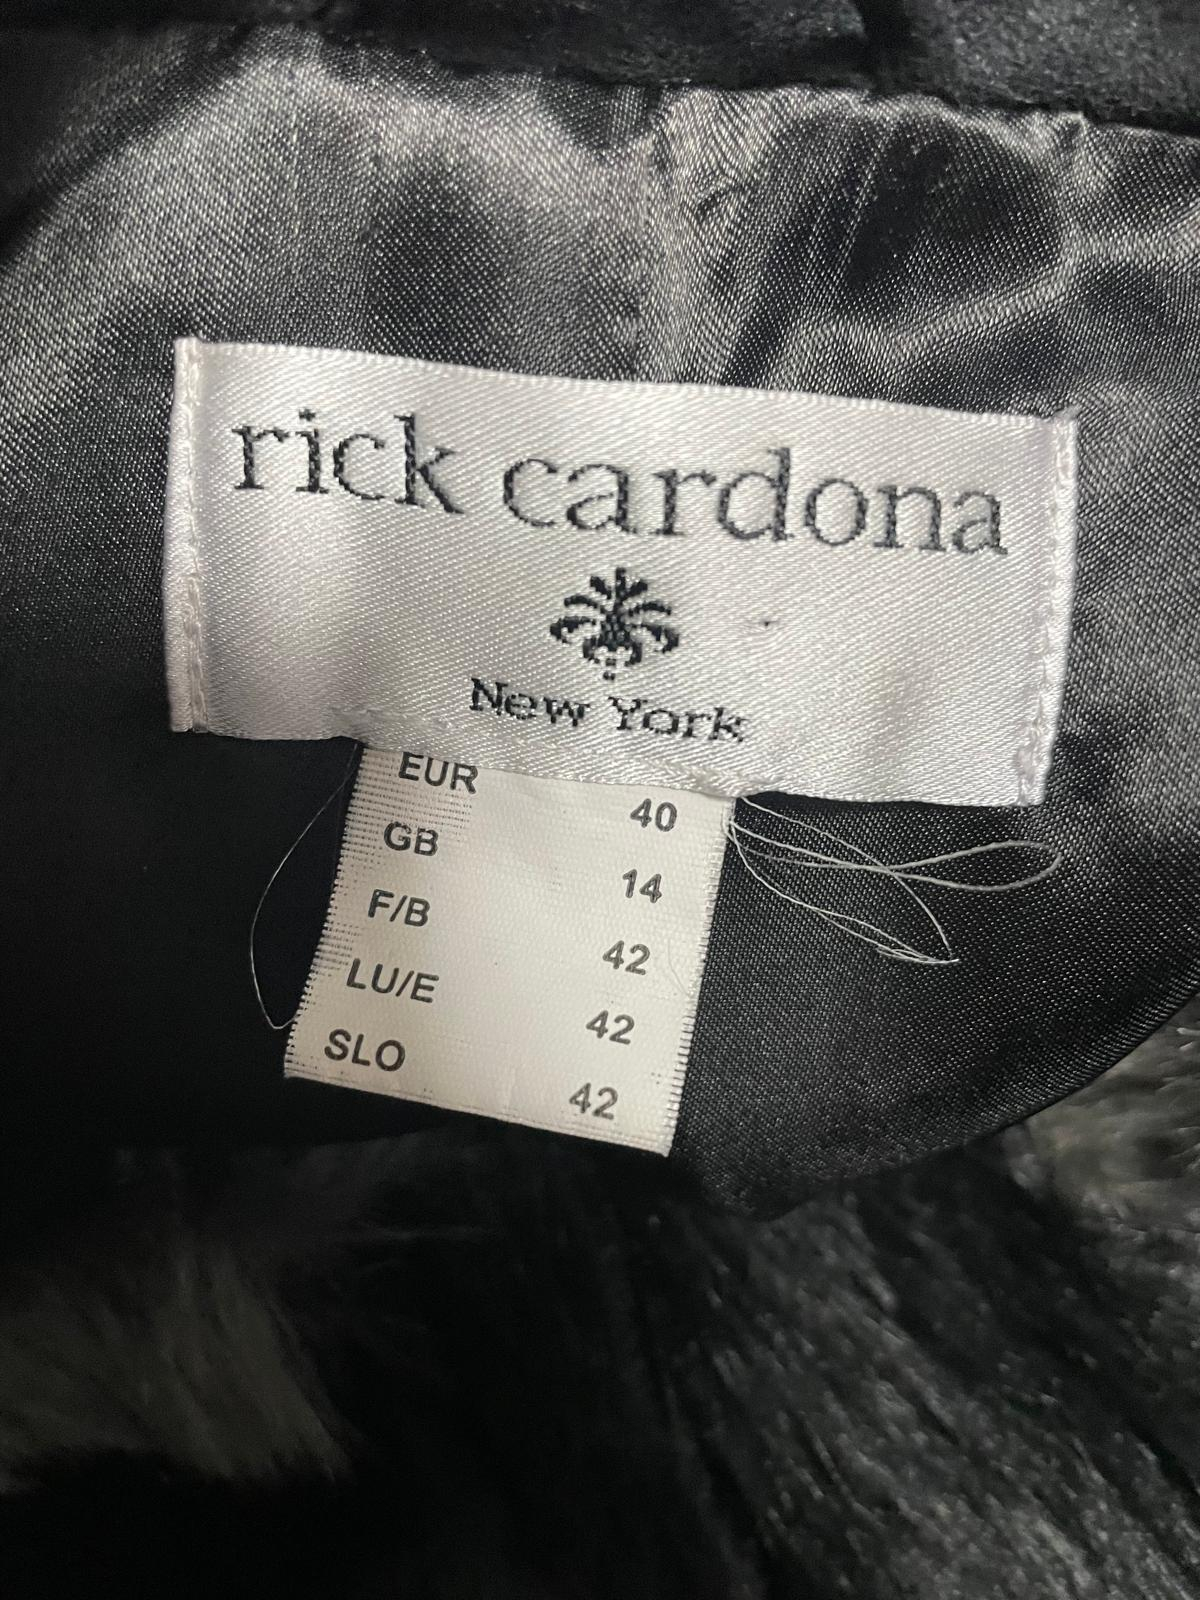 rick cardona
New York
EUR 40
GB 14
F/B 42
LU/E 42
SLO 42